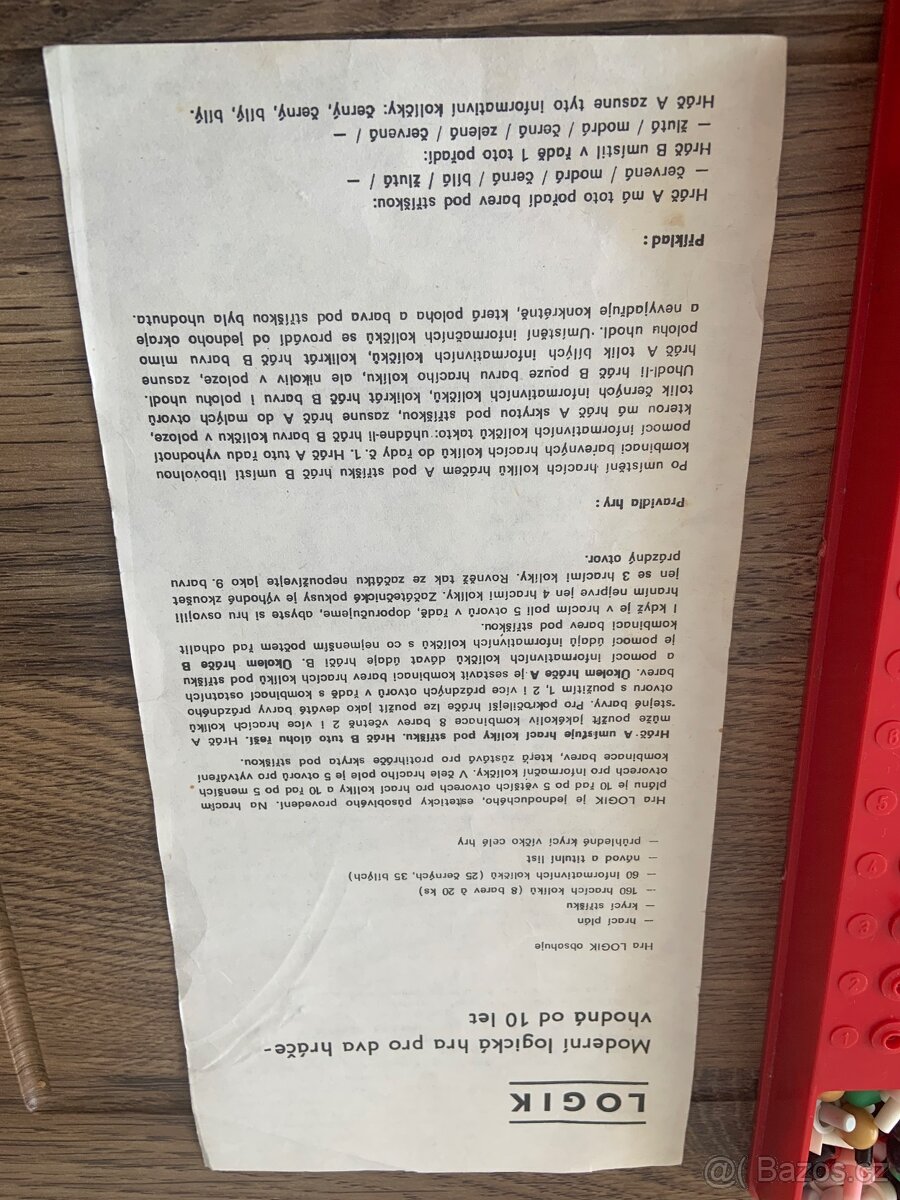 LOGIK
Moderní logická hra pro dva hráče-
vhodná od 10 let
Hra LOGIK obsahuje
— hrací plán
— krycí stříšku
— 160 hracích kolíků (8 barev à 20 ks)
— 60 informativních kolíčků (25 černých, 35 bílých)
— návod a titulní list
— průhledné krycí víčko celé hry
Hra LOGIK je jednoduchého, esteticky působivého provedení. Na hracím
plánu je 10 řad po 5 větších otvorech pro hrací kolíky a 10 řad po 5 menších
otvorech pro informační kolíčky. V čele hracího pole je 5 otvorů pro vytváření
kombinace barev, která zůstává pro protihráče skryta pod stříškou.
Hráč A umisťuje hrací kolíky pod stříšku. Hráč B tuto úlohu řeší. Hráč A
může použít jakékoliv kombinace 8 barev včetně 2 i více hracích kolíků
stejné barvy. Pro pokročilejší hráče lze použít jako deváté barvy prázdného
otvoru s použitím 1, 2 i více prázdných otvorů v řadě s kombinací ostatních
barev. Úkolem hráče A je sestavit kombinaci barev hracích kolíků pod stříšku
a pomocí informativních kolíčků dávat údaje hráči B. Úkolem hráče B
je pomocí údajů informativních kolíčků s co nejmenším počtem řad odhalit
kombinaci barev pod stříškou.
I když je v hracím poli 5 otvorů v řadě, doporučujeme, abyste si hru osvojili
hraním nejprve jen 4 hracími kolíky. Začátečnické pokusy je výhodné zkoušet
jen se 3 hracími kolíky. Rovněž tak ze začátku nepoužívejte jako 9. barvu
prázdný otvor.
Pravidla hry:
Po umístění hracích kolíků hráčem A pod stříšku hráč B umístí libovolnou
kombinaci barevných hracích kolíků do řady č. 1. Hráč A tuto řadu vyhodnotí
pomocí informativních kolíčků takto: uhádne-li-hráč B barvu kolíčku v poloze,
kterou má hráč A skrytou pod stříškou, zasune hráč A do malých otvorů
tolik černých informativních kolíčků, kolikrát hráč B barvu i polohu uhodl.
Uhodl-li hráč B pouze barvu hracího kolíku, ale nikoliv v poloze, zasune
hráč A tolik bílých informativních kolíčků, kolikrát hráč B barvu mimo
polohu uhodl. Umístění informačních kolíčků se provádí od jednoho okraje
a nevyjadřuje konkrétně, která poloha a barva pod stříškou byla uhodnuta.
Příklad:
Hráč A má toto pořadí barev pod stříškou:
— červená / modrá / černá / bílá / žlutá / —
Hráč B umístil v řadě 1 toto pořadí:
— žlutá / modrá / černá / zelená / červená / —
Hráč A zasune tyto informativní kolíčky: černý, černý, bílý, bílý.
6
5
4
3
2
1
@( Bazos.cz